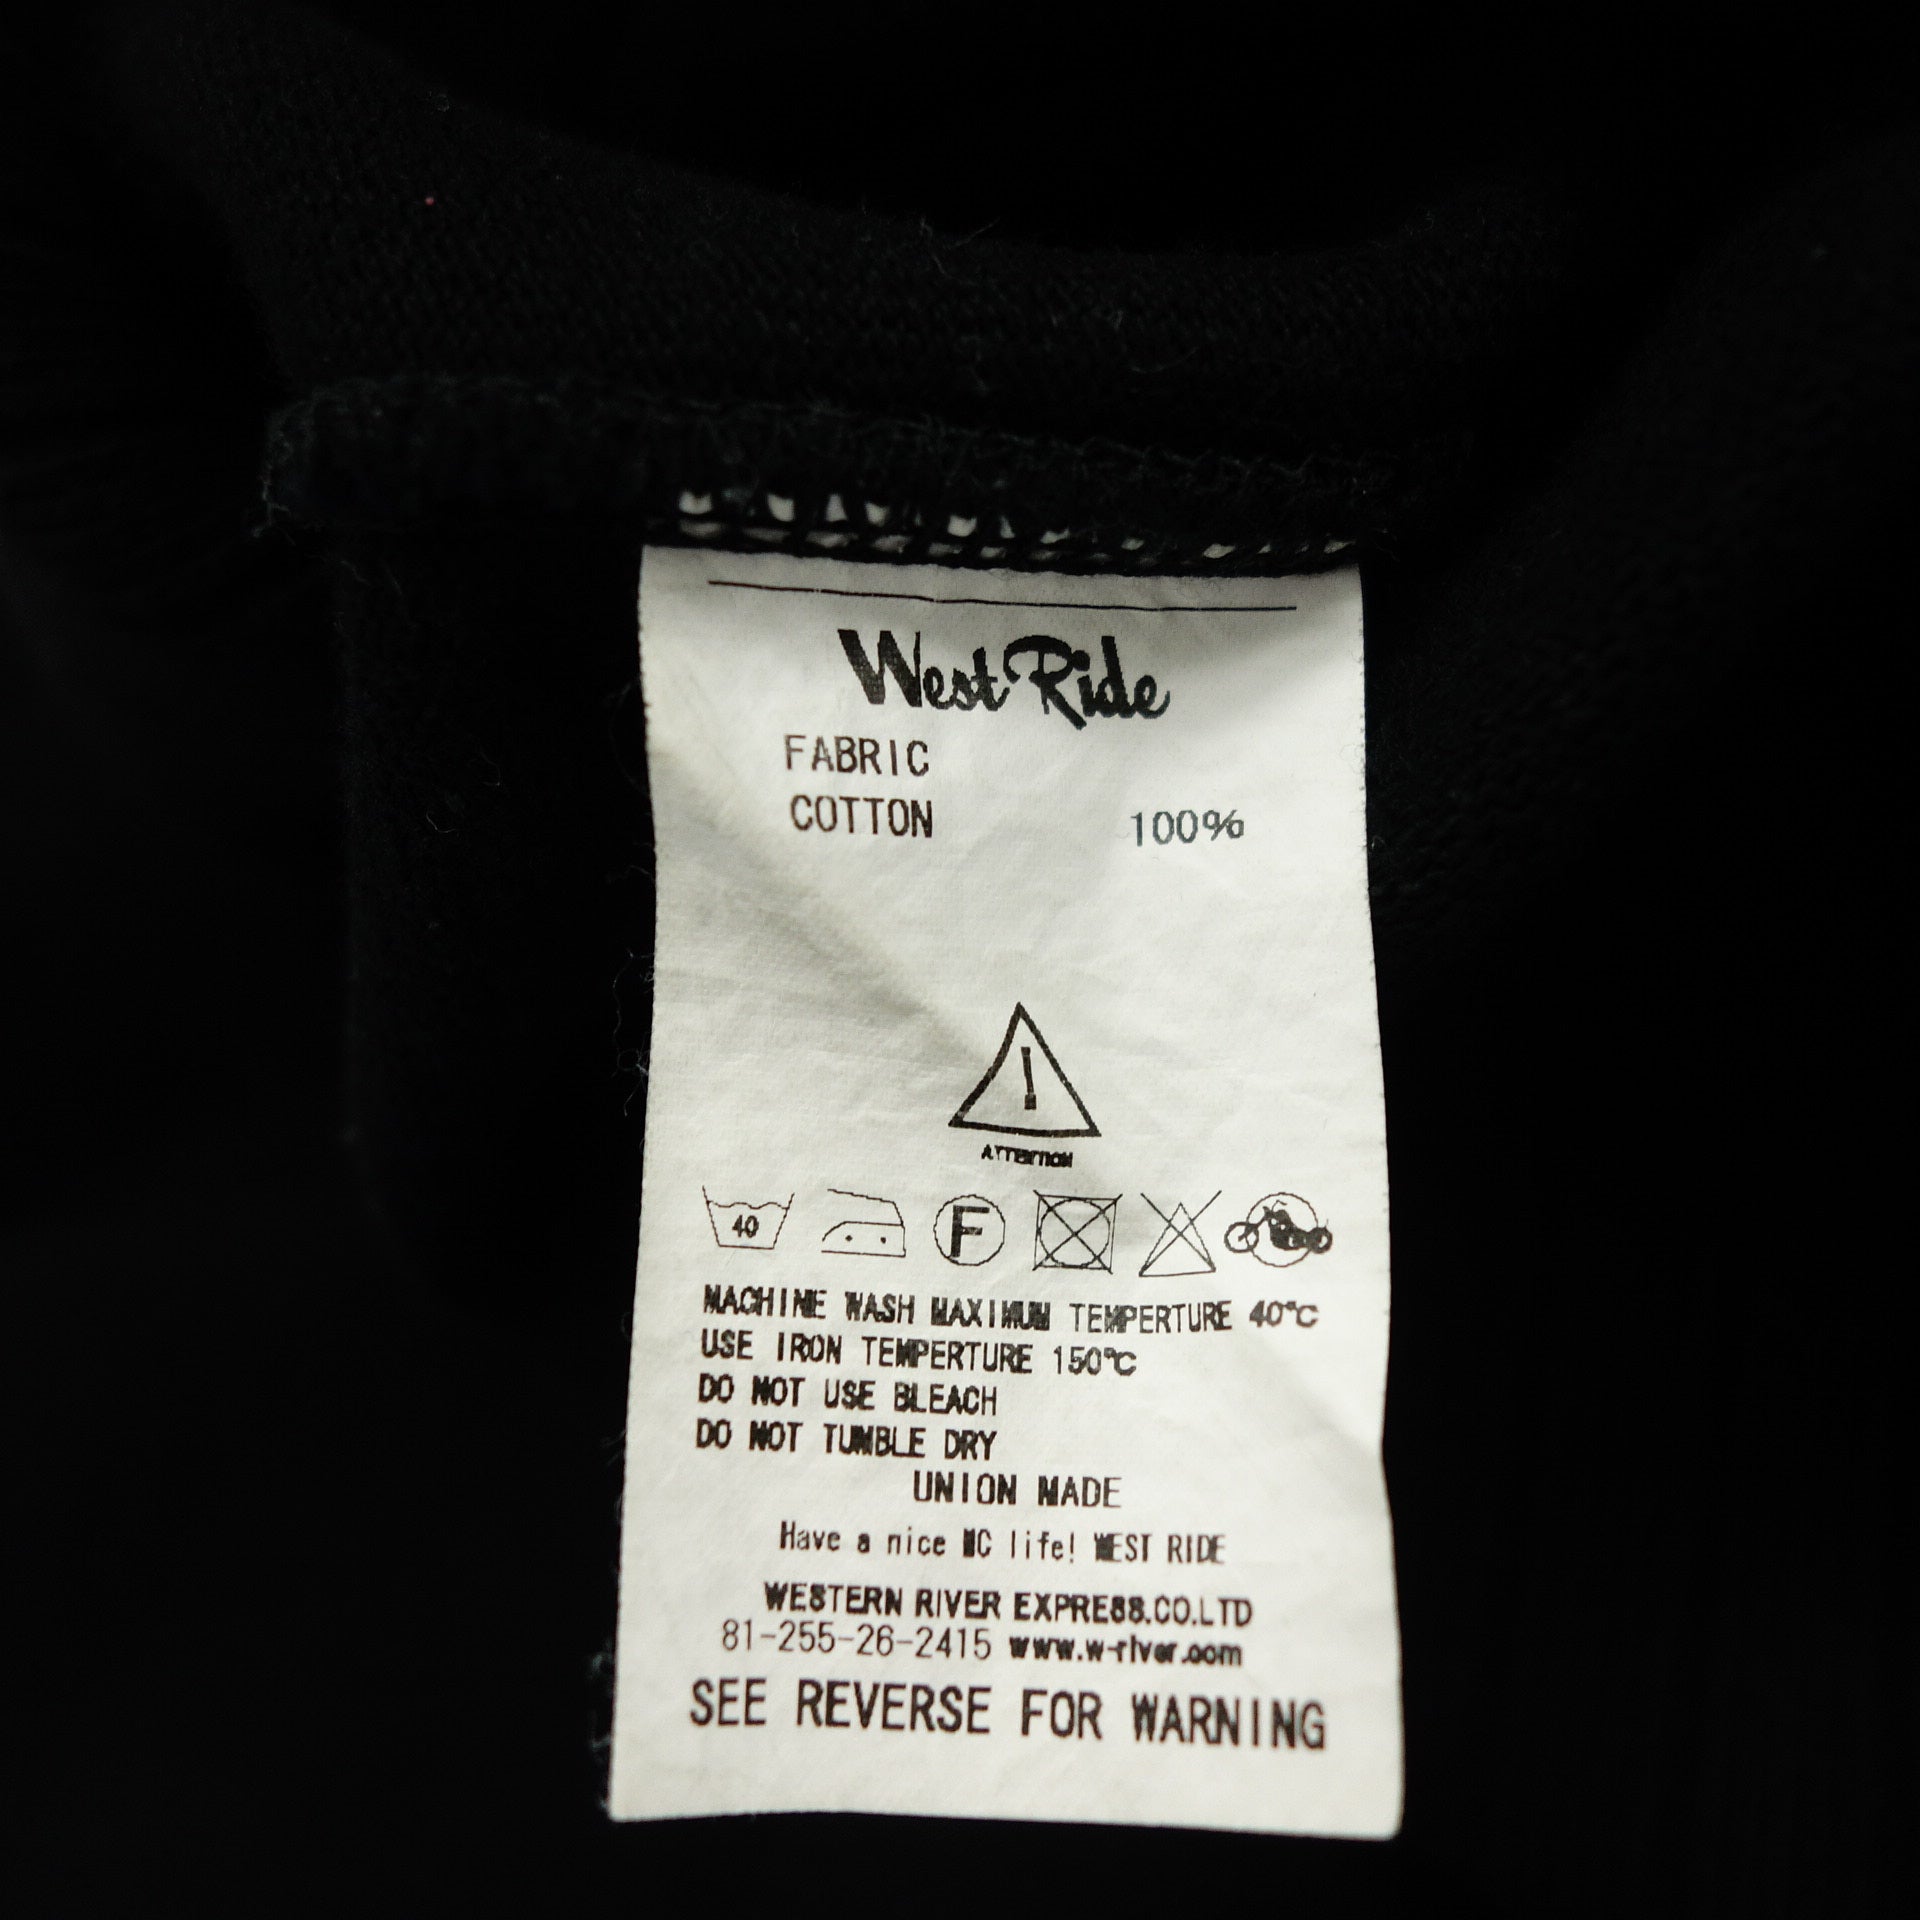 West Ride
FABRIC
COTTON 100%
!
ATTENTION
40 F
MACHINE WASH MAXIMUM TEMPERTURE 40℃
USE IRON TEMPERTURE 150℃
DO NOT USE BLEACH
DO NOT TUMBLE DRY
UNION MADE
Have a nice MC life! WEST RIDE
WESTERN RIVER EXPRESS.CO.LTD
81-255-26-2415 www.w-river.com
SEE REVERSE FOR WARNING